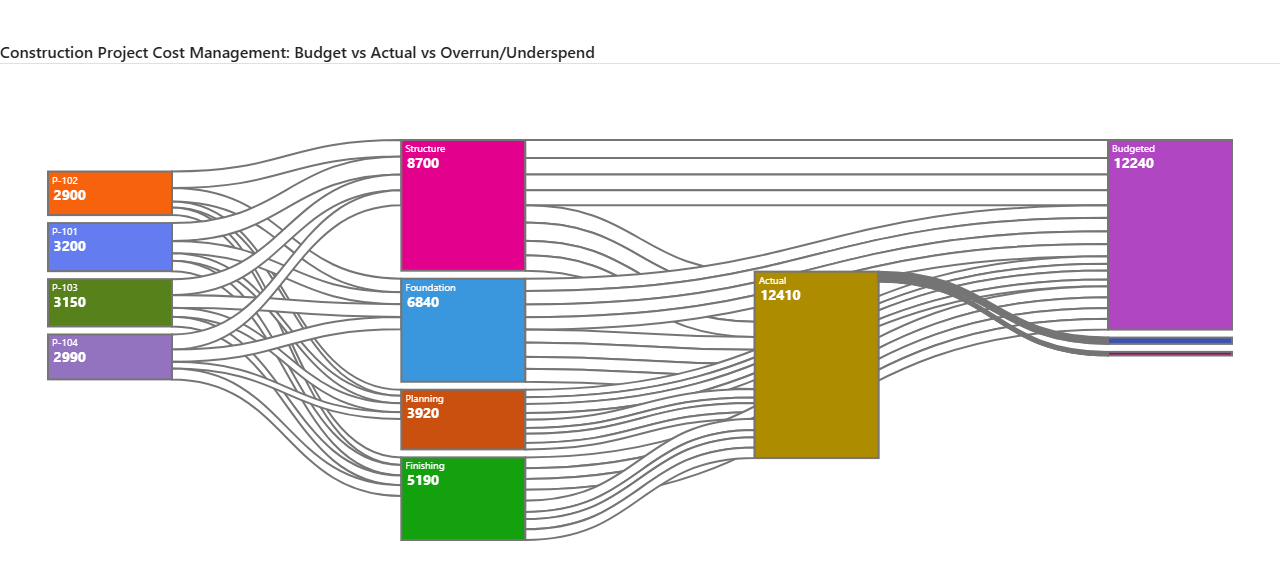 Construction Project Cost Management: Budget vs Actual vs Overrun/Underspend
P-102
2900
P-101
3200
P-103
3150
P-104
2990
Structure
8700
Foundation
6840
Planning
3920
Finishing
5190
Actual
12410
Budgeted
12240